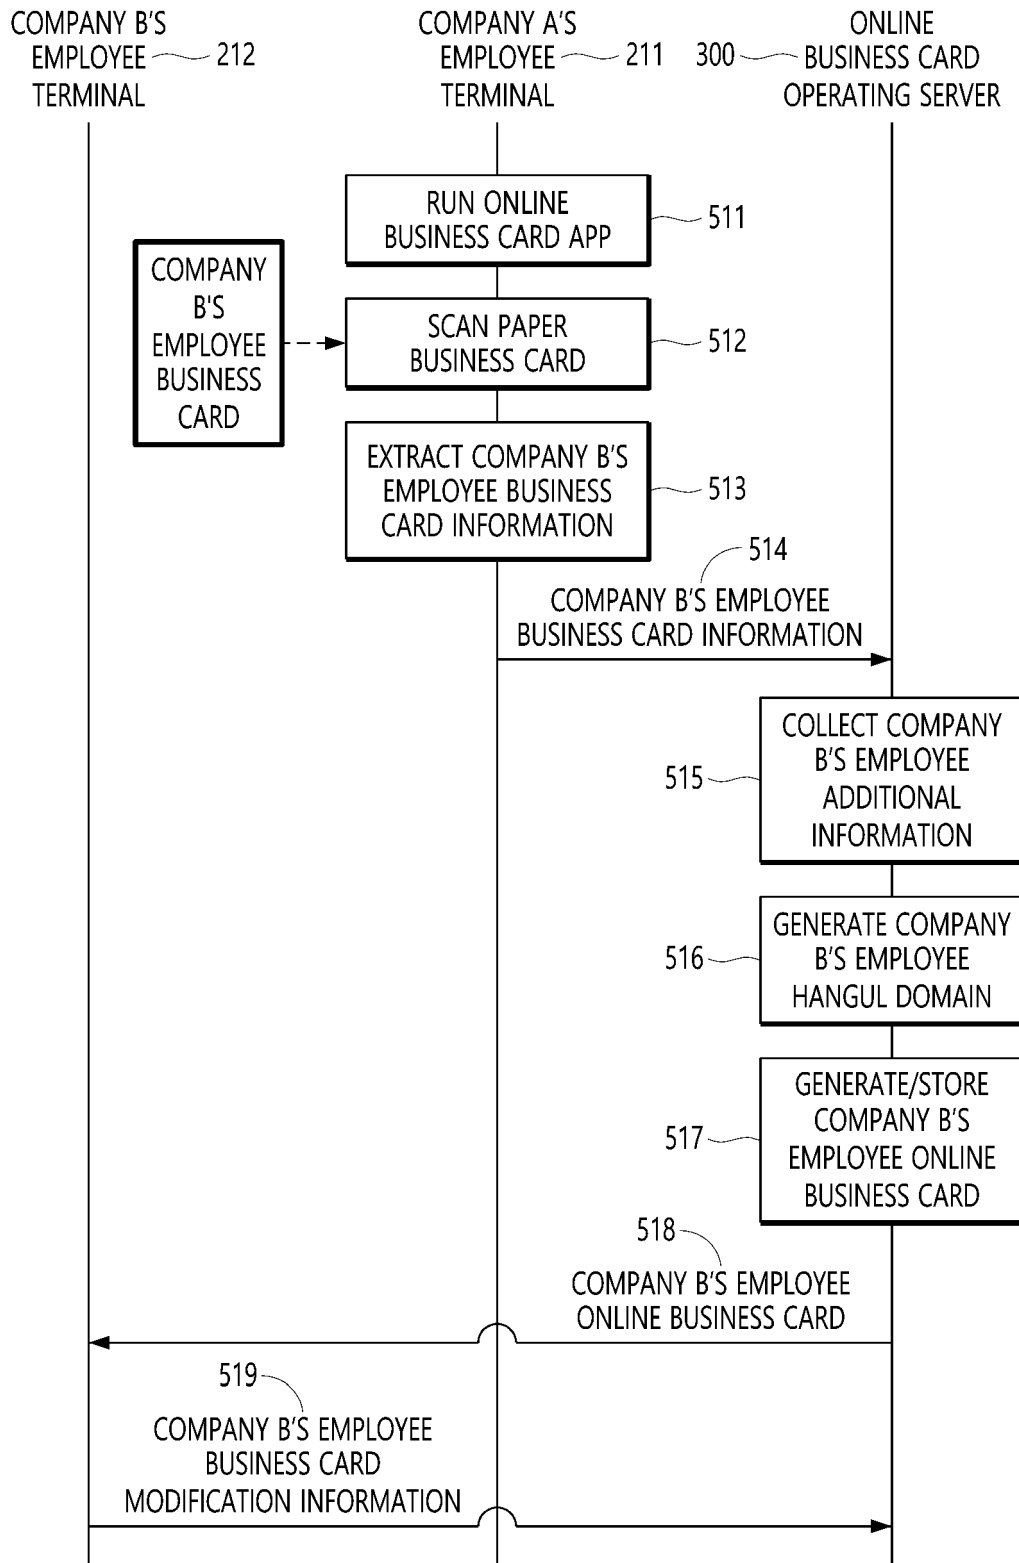 COMPANY B'S
EMPLOYEE
TERMINAL
212
COMPANY A'S
EMPLOYEE
TERMINAL
211
300
ONLINE
BUSINESS CARD
OPERATING SERVER
RUN ONLINE
BUSINESS CARD APP
511
COMPANY
B'S
EMPLOYEE
BUSINESS
CARD
SCAN PAPER
BUSINESS CARD
512
EXTRACT COMPANY B'S
EMPLOYEE BUSINESS
CARD INFORMATION
513
514
COMPANY B'S EMPLOYEE
BUSINESS CARD INFORMATION
515
COLLECT COMPANY
B'S EMPLOYEE
ADDITIONAL
INFORMATION
516
GENERATE COMPANY
B'S EMPLOYEE
HANGUL DOMAIN
517
GENERATE/STORE
COMPANY B'S
EMPLOYEE ONLINE
BUSINESS CARD
518
COMPANY B'S EMPLOYEE
ONLINE BUSINESS CARD
519
COMPANY B'S EMPLOYEE
BUSINESS CARD
MODIFICATION INFORMATION